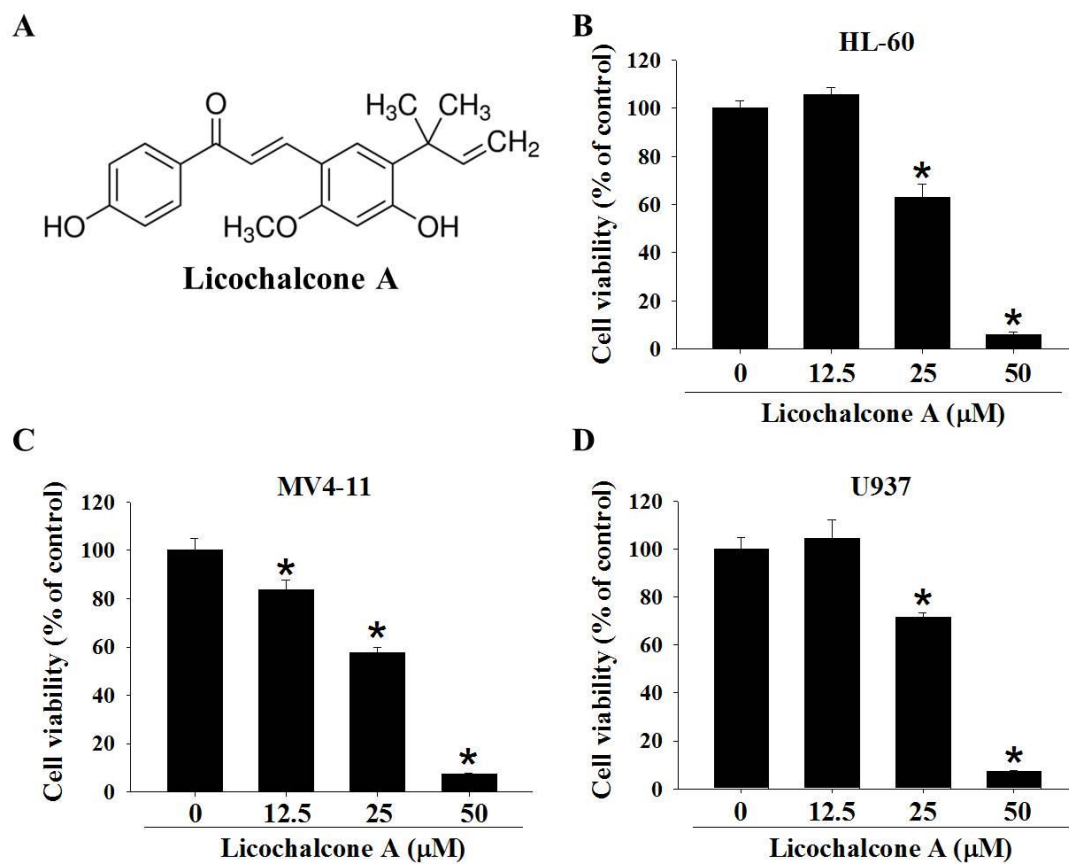 A
O
H₃C
CH₃
CH₂
HO
H₃CO
OH
Licochalcone A
B
HL-60
Cell viability (% of control)
120
100
80
60
40
20
0
*
*
0 12.5 25 50
Licochalcone A (μM)
C
MV4-11
Cell viability (% of control)
120
100
80
60
40
20
0
*
*
*
0 12.5 25 50
Licochalcone A (μM)
D
U937
Cell viability (% of control)
120
100
80
60
40
20
0
*
*
0 12.5 25 50
Licochalcone A (μM)